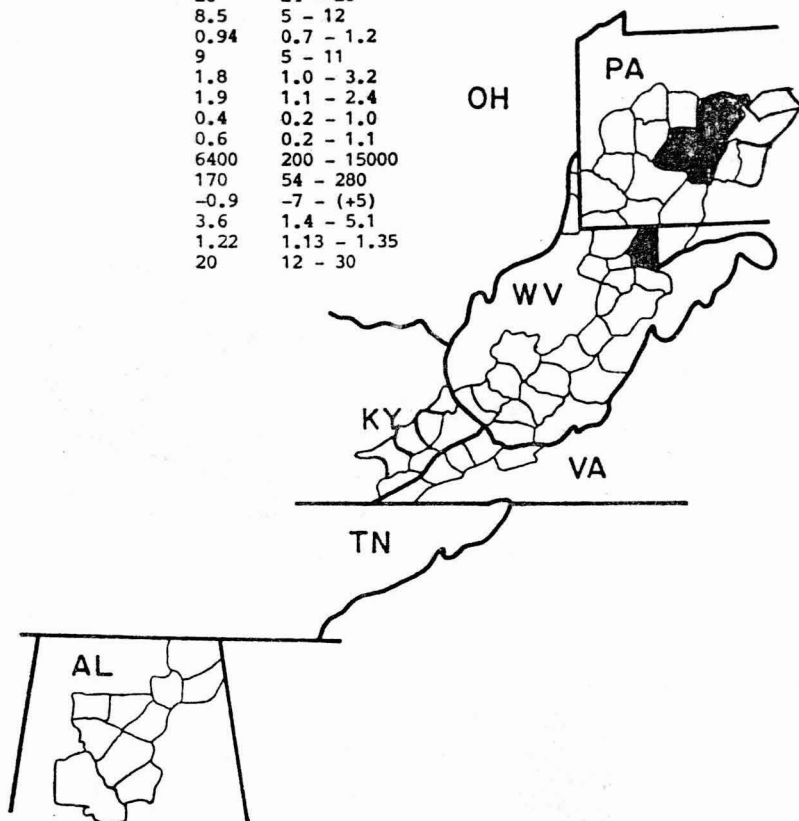 8.5 5 - 12
0.94 0.7 - 1.2
9 5 - 11
1.8 1.0 - 3.2
1.9 1.1 - 2.4
0.4 0.2 - 1.0
0.6 0.2 - 1.1
6400 200 - 15000
170 54 - 280
-0.9 -7 - (+5)
3.6 1.4 - 5.1
1.22 1.13 - 1.35
20 12 - 30
PA
OH
WV
KY
VA
TN
AL